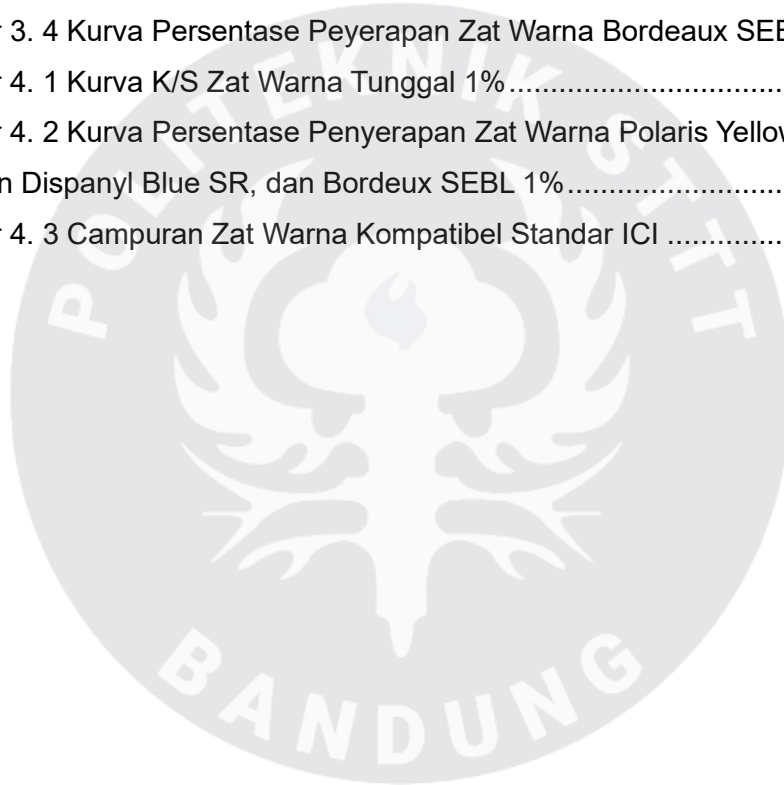 r 3. 4 Kurva Persentase Peyerapan Zat Warna Bordeaux SEB
r 4. 1 Kurva K/S Zat Warna Tunggal 1%.................................
r 4. 2 Kurva Persentase Penyerapan Zat Warna Polaris Yellow
n Dispanyl Blue SR, dan Bordeux SEBL 1%..........................
r 4. 3 Campuran Zat Warna Kompatibel Standar ICI ..............
POLITEKNIK STTT
BANDUNG